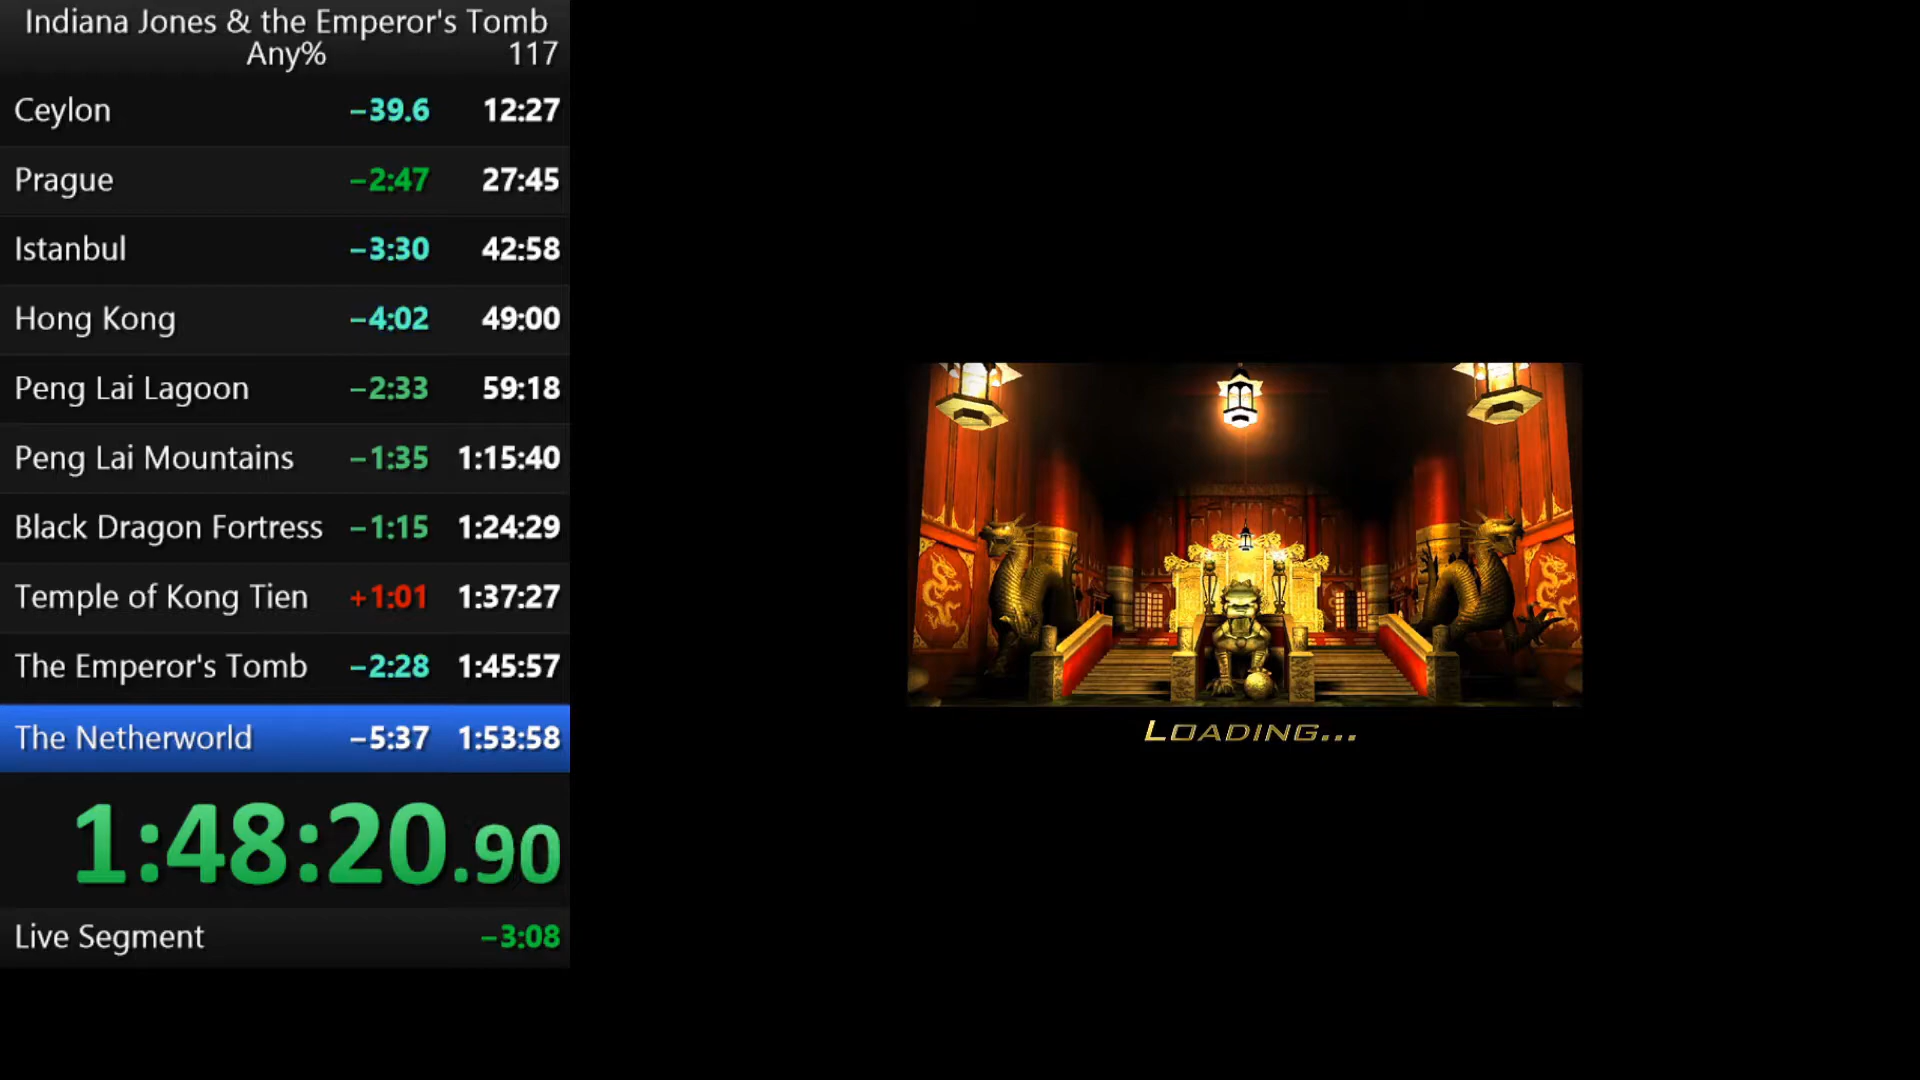 Indiana Jones & the Emperor's Tomb
Any% 117
Ceylon −39.6 12:27
Prague −2:47 27:45
Istanbul −3:30 42:58
Hong Kong −4:02 49:00
Peng Lai Lagoon −2:33 59:18
Peng Lai Mountains −1:35 1:15:40
Black Dragon Fortress −1:15 1:24:29
Temple of Kong Tien +1:01 1:37:27
The Emperor's Tomb −2:28 1:45:57
The Netherworld −5:37 1:53:58
1:48:20.90
Live Segment −3:08
LOADING...